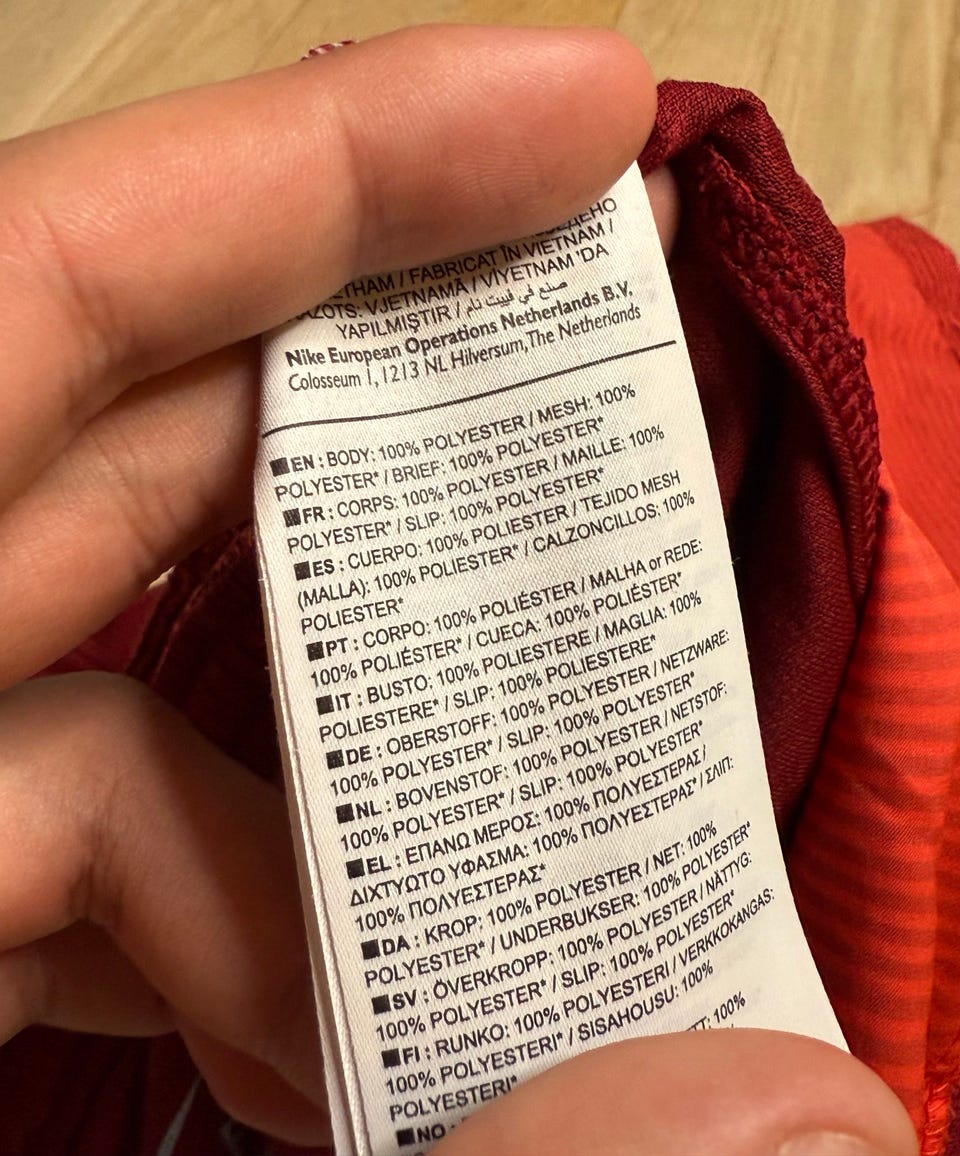 ETHAM / FABRICAT ÎN VIETNAM /
RAŽOTS: VJETNAMĀ / VİYETNAM 'DA
YAPILMIŞTIR / صنع في فييت نام
Nike European Operations Netherlands B.V.
Colosseum 1, 1213 NL Hilversum, The Netherlands
■EN : BODY: 100% POLYESTER / MESH: 100%
POLYESTER* / BRIEF: 100% POLYESTER*
■FR : CORPS: 100% POLYESTER / MAILLE: 100%
POLYESTER* / SLIP: 100% POLYESTER*
■ES : CUERPO: 100% POLIESTER / TEJIDO MESH
(MALLA): 100% POLIESTER* / CALZONCILLOS: 100%
POLIESTER*
■PT : CORPO: 100% POLIÉSTER / MALHA or REDE:
100% POLIÉSTER* / CUECA: 100% POLIÉSTER*
■IT : BUSTO: 100% POLIESTERE / MAGLIA: 100%
POLIESTERE* / SLIP: 100% POLIESTERE*
■DE : OBERSTOFF: 100% POLYESTER / NETZWARE:
100% POLYESTER* / SLIP: 100% POLYESTER*
■NL : BOVENSTOF: 100% POLYESTER / NETSTOF:
100% POLYESTER* / SLIP: 100% POLYESTER*
■EL : ΕΠΑΝΩ ΜΕΡΟΣ: 100% ΠΟΛΥΕΣΤΕΡΑΣ /
ΔΙΧΤΥΩΤΟ ΥΦΑΣΜΑ: 100% ΠΟΛΥΕΣΤΕΡΑΣ* / ΣΛΙΠ:
100% ΠΟΛΥΕΣΤΕΡΑΣ*
■DA : KROP: 100% POLYESTER / NET: 100%
POLYESTER* / UNDERBUKSER: 100% POLYESTER*
■SV : ÖVERKROPP: 100% POLYESTER / NÄTTYG:
100% POLYESTER* / SLIP: 100% POLYESTER*
■FI : RUNKO: 100% POLYESTERI / VERKKOKANGAS:
100% POLYESTERI* / SISAHOUSU: 100%
POLYESTERI*
■NO 100%